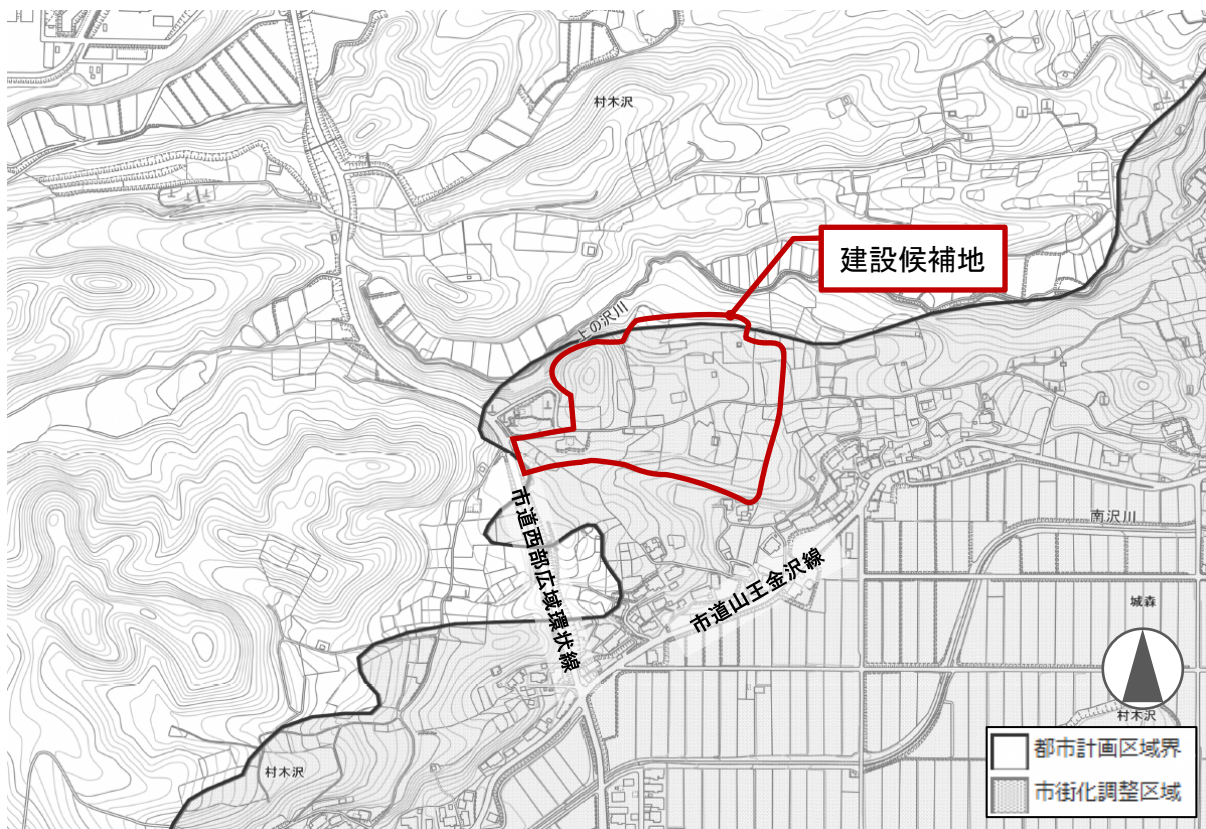 村木沢
建設候補地
上の沢川
市道西部広域環状線
市道山王金沢線
南沢川
城森
村木沢
村木沢
都市計画区域界
市街化調整区域